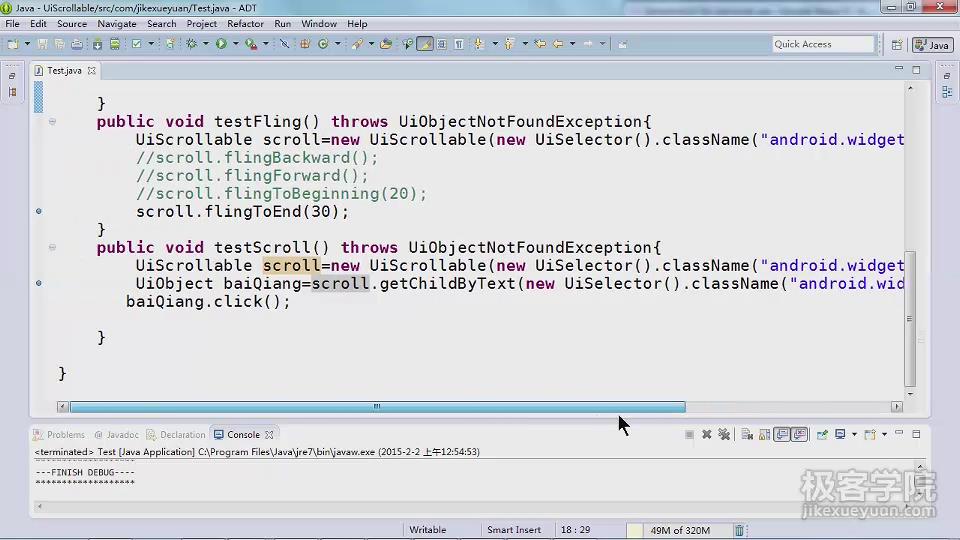 Java - UiScrollable/src/com/jikexueyuan/Test.java - ADT
File Edit Source Navigate Search Project Refactor Run Window Help
Quick Access
Java
Test.java
}
public void testFling() throws UiObjectNotFoundException{
UiScrollable scroll=new UiScrollable(new UiSelector().className("android.widget
//scroll.flingBackward();
//scroll.flingForward();
//scroll.flingToBeginning(20);
scroll.flingToEnd(30);
}
public void testScroll() throws UiObjectNotFoundException{
UiScrollable scroll=new UiScrollable(new UiSelector().className("android.widget
UiObject baiQiang=scroll.getChildByText(new UiSelector().className("android.wid
baiQiang.click();
}
}
Problems @ Javadoc Declaration Console
<terminated> Test [Java Application] C:\Program Files\Java\jre7\bin\javaw.exe (2015-2-2 上午12:54:53)
*******************
---FINISH DEBUG----
*******************
极客学院
jikexueyuan.com
Writable Smart Insert 18 : 29 49M of 320M